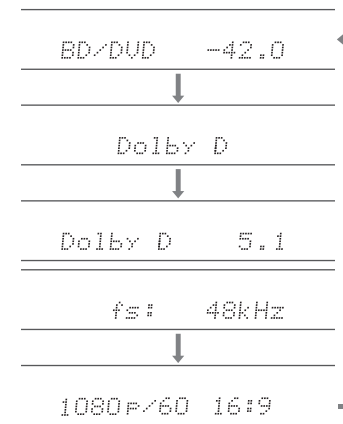 BD/DVD -42.0
Dolby D
Dolby D 5.1
fs: 48kHz
1080p/60 16:9